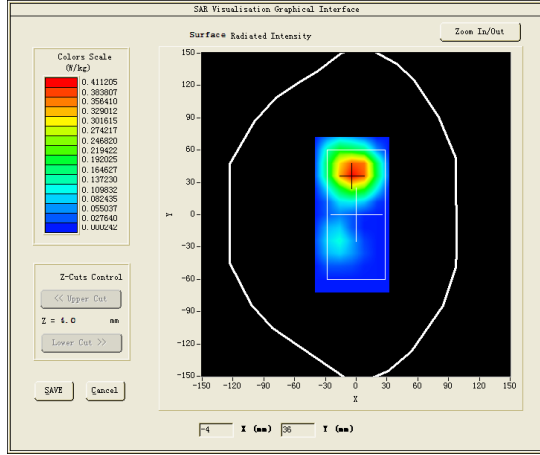 SAR Visualisation Graphical Interface
Surface Radiated Intensity
Zoom In/Out
Colors Scale
(W/kg)
0.411205
0.383807
0.356410
0.329012
0.301615
0.274217
0.246820
0.219422
0.192025
0.164627
0.137230
0.109832
0.082435
0.055037
0.027640
0.000242
Z-Cuts Control
<< Upper Cut
Z = 4.0 mm
Lower Cut >>
SAVE
Cancel
150
120
90
60
30
0
-30
-60
-90
-120
-150
Y
-150 -120 -90 -60 -30 0 30 60 90 120 150
X
-4 X (mm) 36 Y (mm)